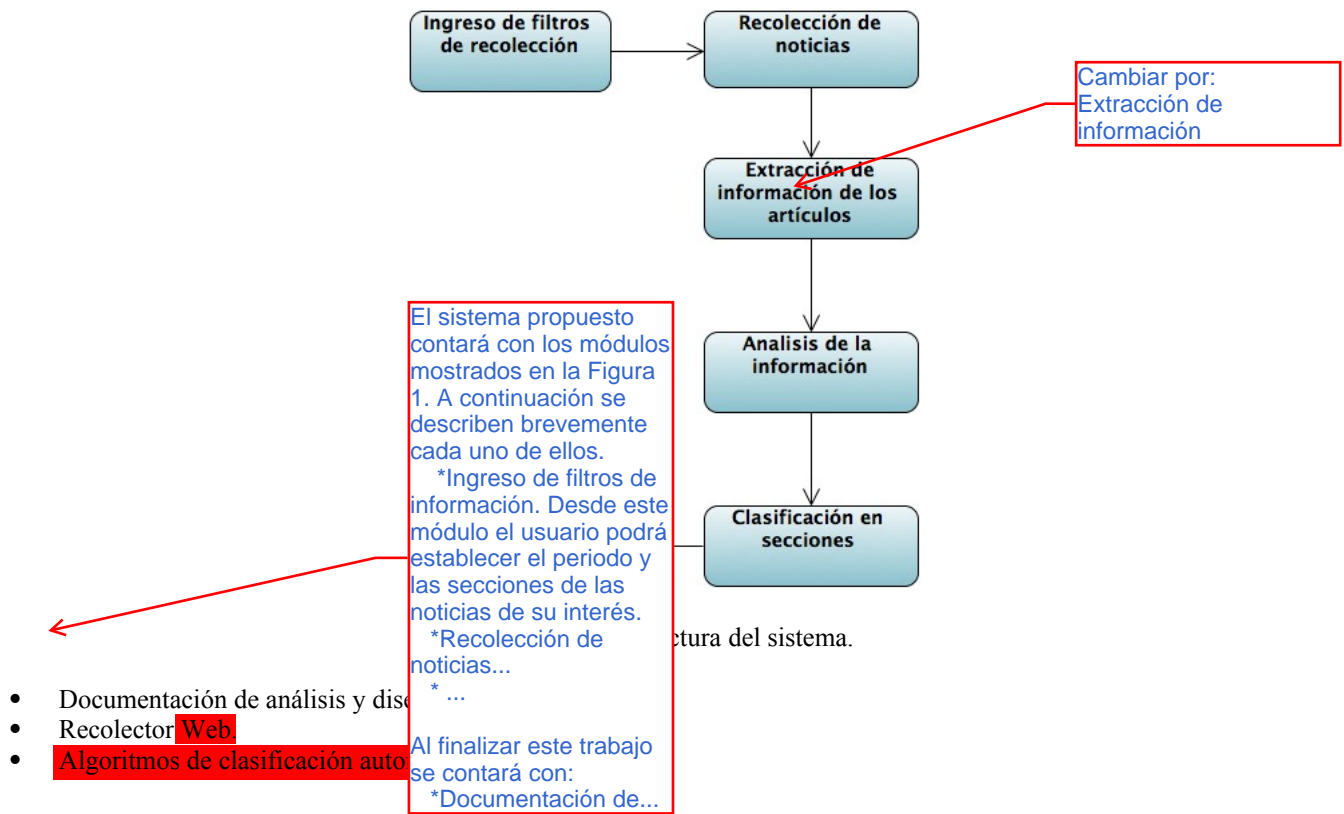 Ingreso de filtros
de recolección
Recolección de
noticias
Cambiar por:
Extracción de
información
Extracción de
información de los
artículos
Analisis de la
información
Clasificación en
secciones
El sistema propuesto
contará con los módulos
mostrados en la Figura
1. A continuación se
describen brevemente
cada uno de ellos.
*Ingreso de filtros de
información. Desde este
módulo el usuario podrá
establecer el periodo y
las secciones de las
noticias de su interés.
*Recolección de
noticias...
* ...
Al finalizar este trabajo
se contará con:
*Documentación de...
ctura del sistema.
• Documentación de análisis y dise
• Recolector Web.
• Algoritmos de clasificación auto